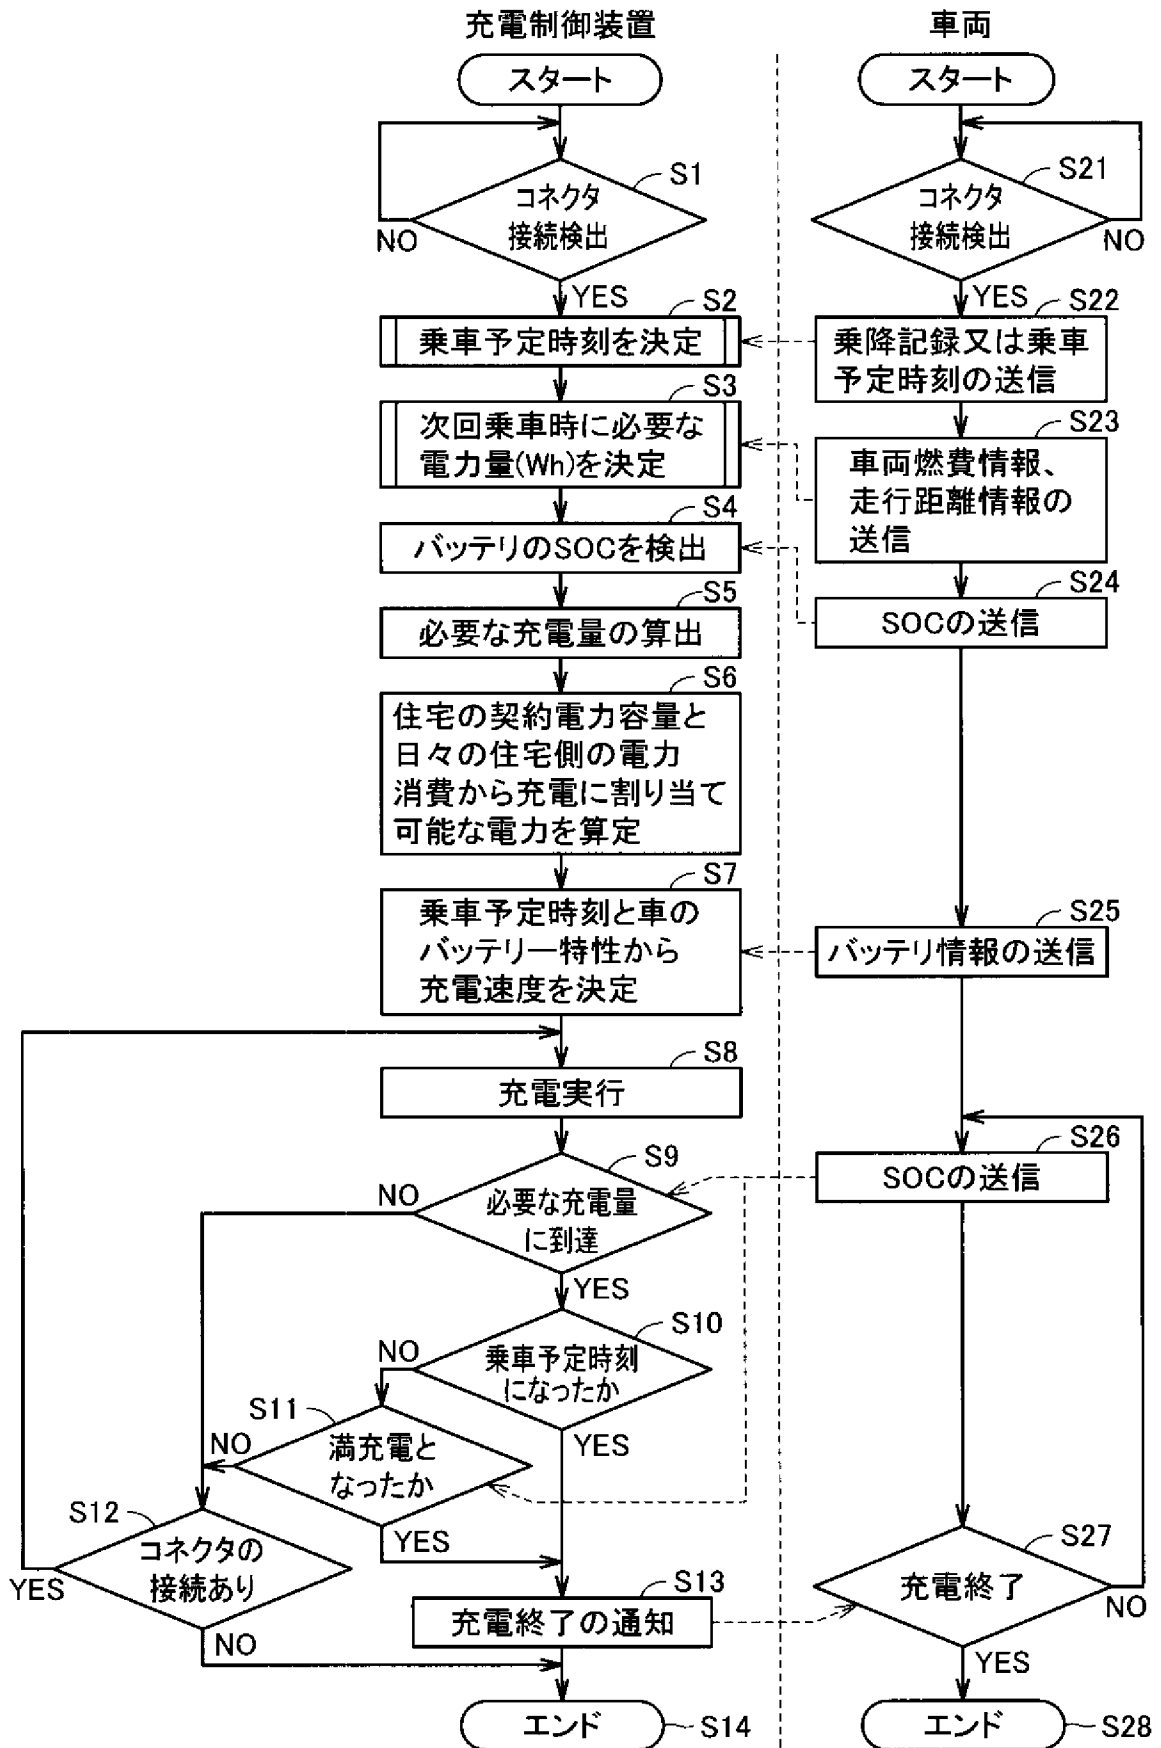 充電制御装置
車両
スタート
スタート
S1
コネクタ
接続検出
NO
YES
S21
コネクタ
接続検出
NO
YES
S2
乗車予定時刻を決定
S22
乗降記録又は乗車
予定時刻の送信
S3
次回乗車時に必要な
電力量(Wh)を決定
S23
車両燃費情報、
走行距離情報の
送信
S4
バッテリのSOCを検出
S24
SOCの送信
S5
必要な充電量の算出
S6
住宅の契約電力容量と
日々の住宅側の電力
消費から充電に割り当て
可能な電力を算定
S7
乗車予定時刻と車の
バッテリー特性から
充電速度を決定
S25
バッテリ情報の送信
S8
充電実行
S26
SOCの送信
S9
必要な充電量
に到達
NO
YES
S10
乗車予定時刻
になったか
NO
YES
S11
満充電と
なったか
NO
YES
S12
コネクタの
接続あり
YES
NO
S13
充電終了の通知
S27
充電終了
NO
YES
エンド
S14
エンド
S28